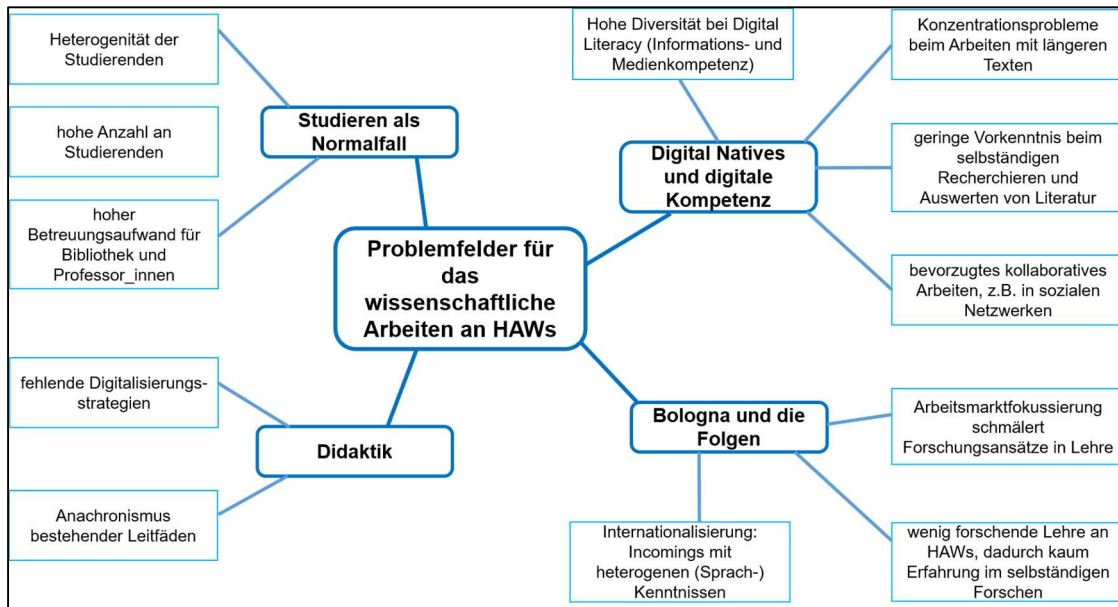 Heterogenität der
Studierenden
hohe Anzahl an
Studierenden
hoher
Betreuungsaufwand für
Bibliothek und
Professor_innen
Studieren als
Normalfall
Hohe Diversität bei Digital
Literacy (Informations- und
Medienkompetenz)
Digital Natives
und digitale
Kompetenz
Konzentrationsprobleme
beim Arbeiten mit längeren
Texten
geringe Vorkenntnis beim
selbständigen
Recherchieren und
Auswerten von Literatur
bevorzugtes kollaboratives
Arbeiten, z.B. in sozialen
Netzwerken
Problemfelder für
das
wissenschaftliche
Arbeiten an HAWs
fehlende Digitalisierungs-
strategien
Didaktik
Anachronismus
bestehender Leitfäden
Bologna und die
Folgen
Arbeitsmarktfokussierung
schmälert
Forschungsansätze in Lehre
Internationalisierung:
Incomings mit
heterogenen (Sprach-)
Kenntnissen
wenig forschende Lehre an
HAWs, dadurch kaum
Erfahrung im selbständigen
Forschen